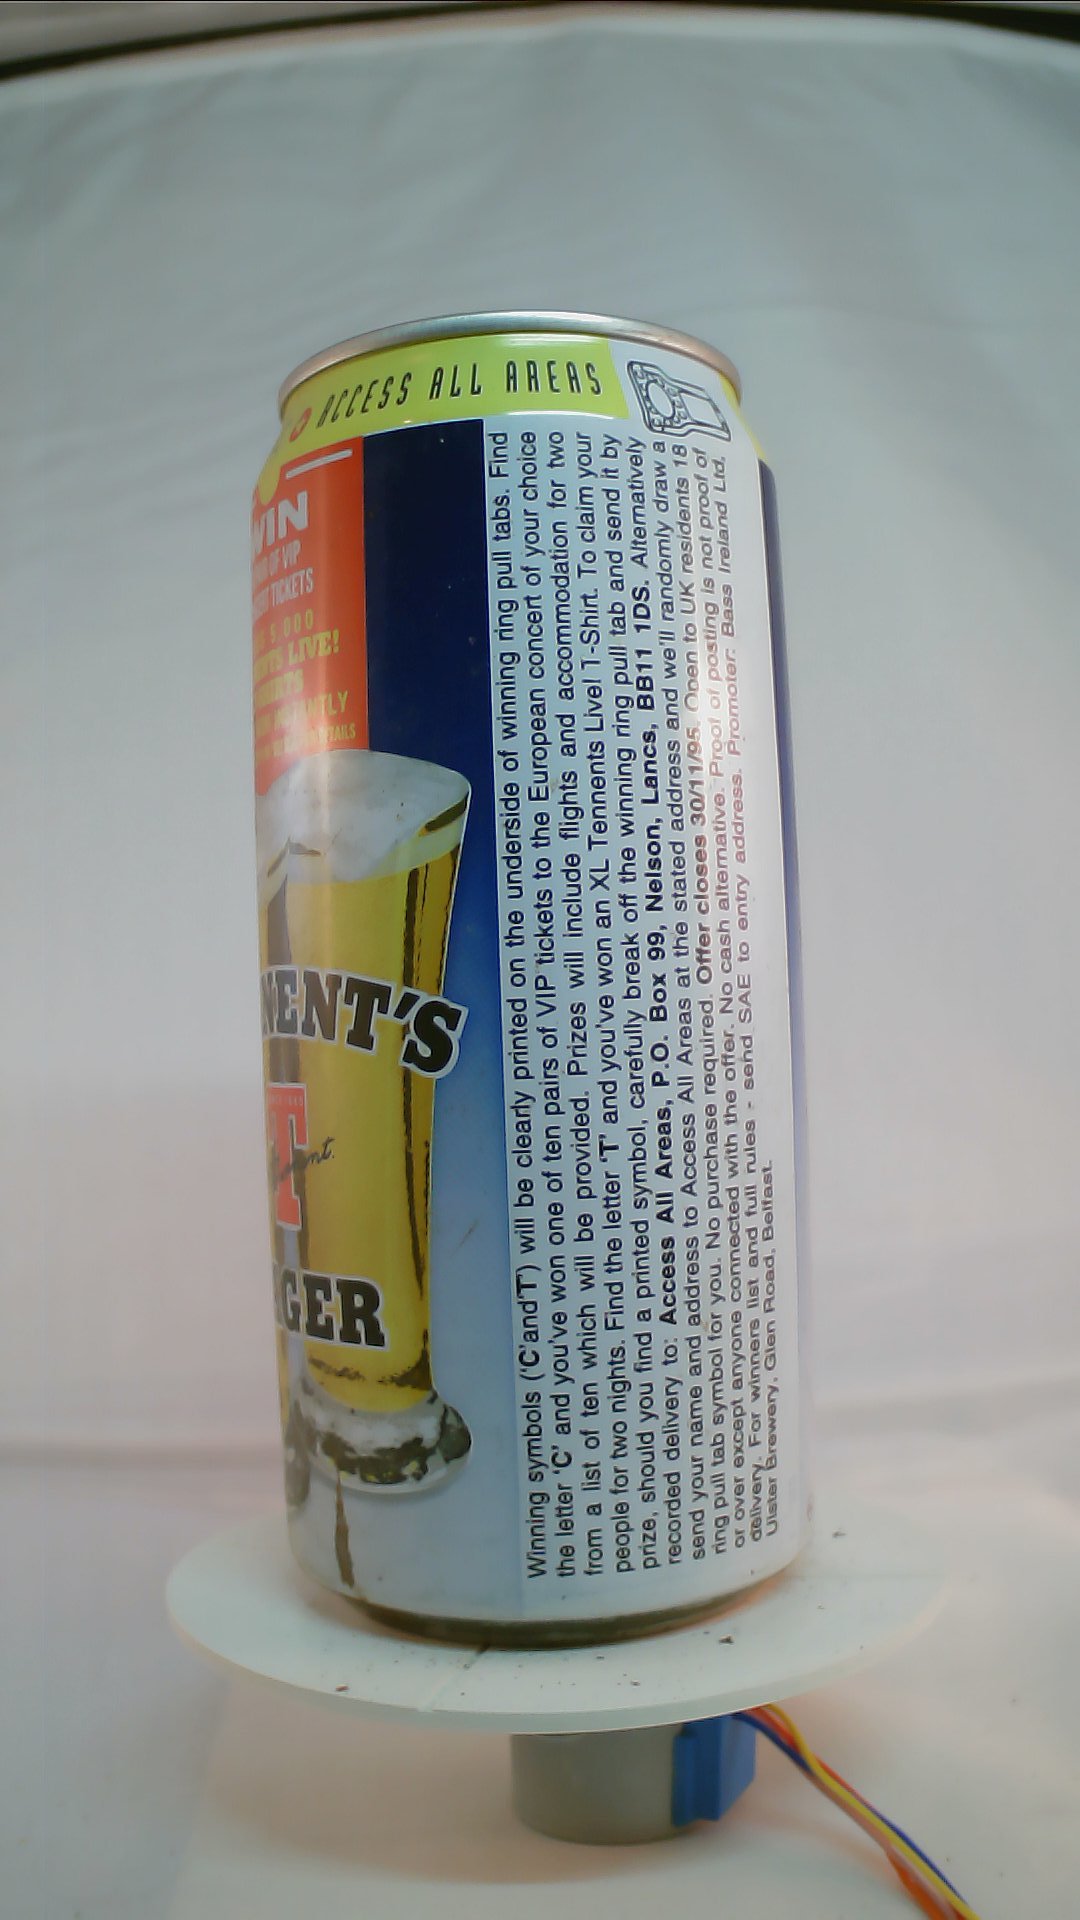 ACCESS ALL AREAS
WIN
OF VIP
TICKETS
5,000
LIVE!
INSTANTLY
NENT'S
T
GER
Winning symbols ('C'and'T') will be clearly printed on the underside of winning ring pull tabs. Find
the letter 'C' and you've won one of ten pairs of VIP tickets to the European concert of your choice
from a list of ten which will be provided. Prizes will include flights and accommodation for two
people for two nights. Find the letter 'T' and you've won an XL Tennents Live! T-Shirt. To claim your
prize, should you find a printed symbol, carefully break off the winning ring pull tab and send it by
recorded delivery to: Access All Areas, P.O. Box 99, Nelson, Lancs, BB11 1DS. Alternatively
send your name and address to Access All Areas at the stated address and we'll randomly draw a
ring pull tab symbol for you. No purchase required. Offer closes 30/11/95. Open to UK residents 18
or over except anyone connected with the offer. No cash alternative. Proof of posting is not proof of
delivery. For winners list and full rules - send SAE to entry address. Promoter: Bass Ireland Ltd,
Ulster Brewery, Glen Road, Belfast.